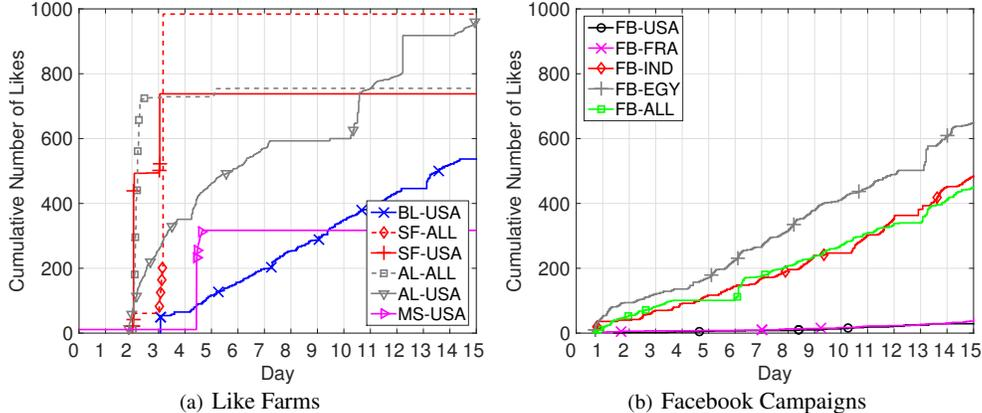 Cumulative Number of Likes
1000
800
600
400
200
0
0 1 2 3 4 5 6 7 8 9 10 11 12 13 14 15
Day
BL-USA
SF-ALL
SF-USA
AL-ALL
AL-USA
MS-USA
(a) Like Farms
Cumulative Number of Likes
1000
800
600
400
200
0
0 1 2 3 4 5 6 7 8 9 10 11 12 13 14 15
Day
FB-USA
FB-FRA
FB-IND
FB-EGY
FB-ALL
(b) Facebook Campaigns